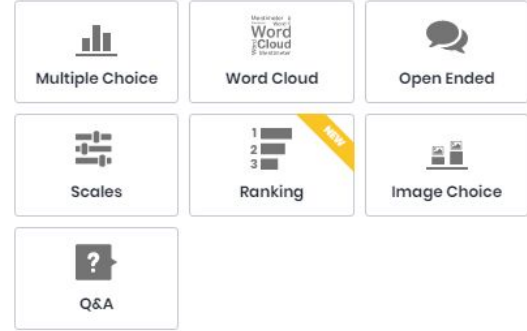 Multiple Choice
Word
Cloud
Word Cloud
Open Ended
Scales
1
2
3
NEW
Ranking
Image Choice
?
Q&A